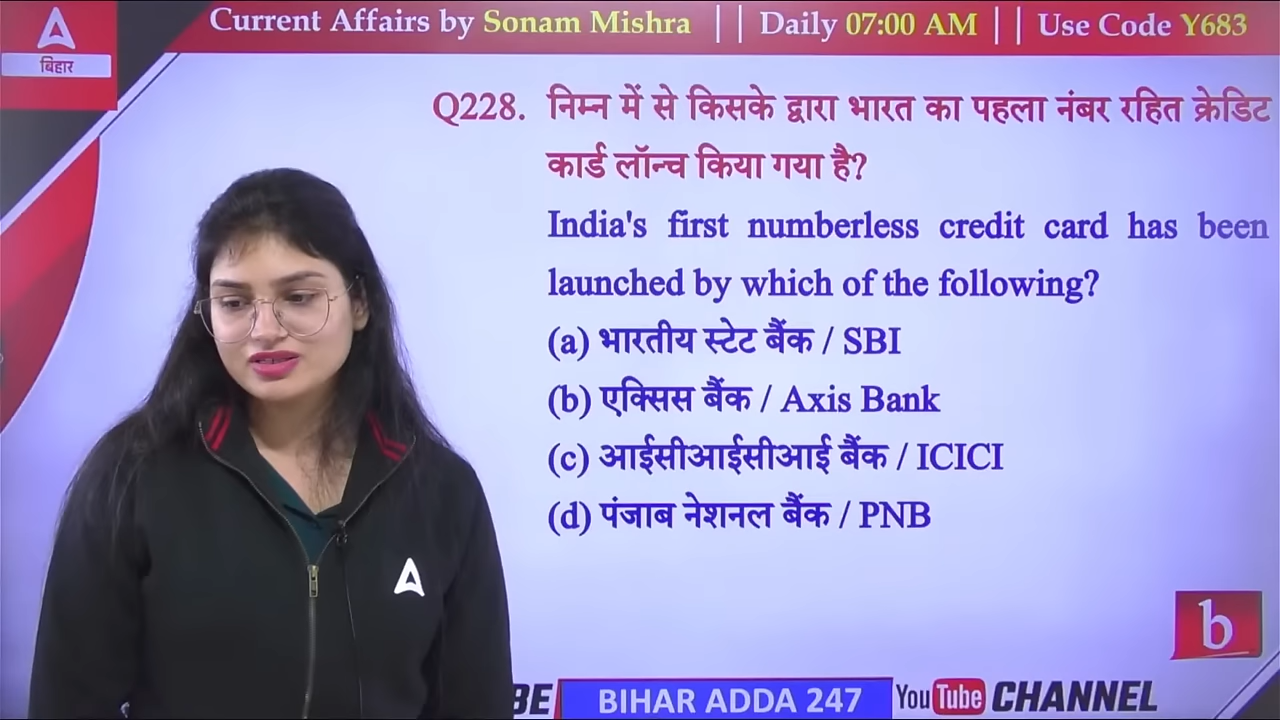 Current Affairs by Sonam Mishra || Daily 07:00 AM || Use Code Y683
बिहार
Q228. निम्न में से किसके द्वारा भारत का पहला नंबर रहित क्रेडिट
कार्ड लॉन्च किया गया है?
India's first numberless credit card has been
launched by which of the following?
(a) भारतीय स्टेट बैंक / SBI
(b) एक्सिस बैंक / Axis Bank
(c) आईसीआईसीआई बैंक / ICICI
(d) पंजाब नेशनल बैंक / PNB
b
BE BIHAR ADDA 247 YouTube CHANNEL